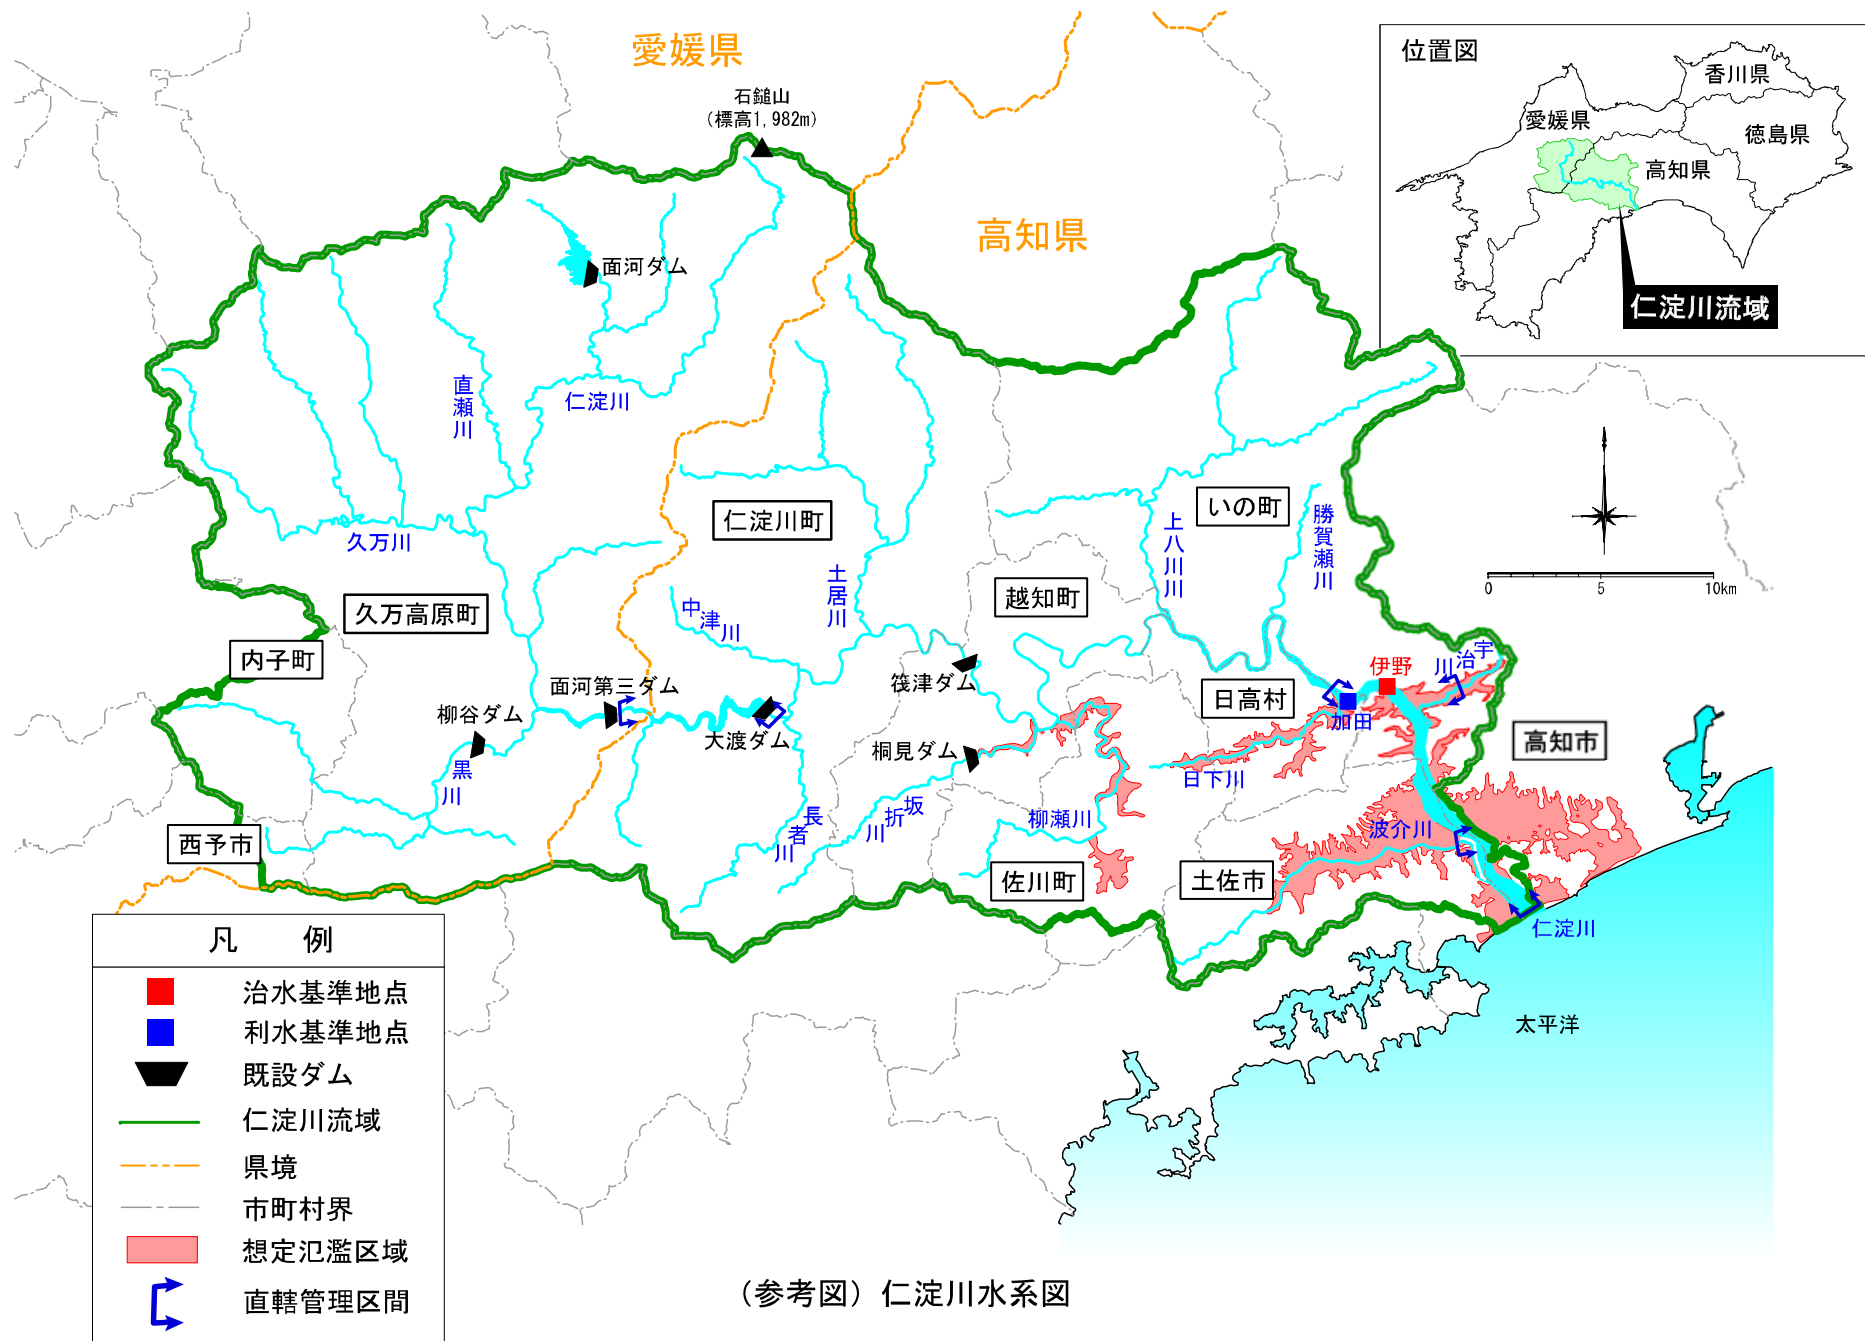 愛媛県
石鎚山
(標高1,982m)
高知県
位置図
香川県
愛媛県
徳島県
高知県
仁淀川流域
面河ダム
直瀬川
仁淀川
久万川
仁淀川町
いの町
上八川川
勝賀瀬川
土居川
中津川
越知町
久万高原町
内子町
0 5 10km
面河第三ダム
柳谷ダム
大渡ダム
筏津ダム
桐見ダム
日高村
伊野
加田
宇治川
高知市
黒川
日下川
長者川
坂折川
柳瀬川
波介川
西予市
佐川町
土佐市
仁淀川
太平洋
凡 例
治水基準地点
利水基準地点
既設ダム
仁淀川流域
県境
市町村界
想定氾濫区域
直轄管理区間
(参考図) 仁淀川水系図